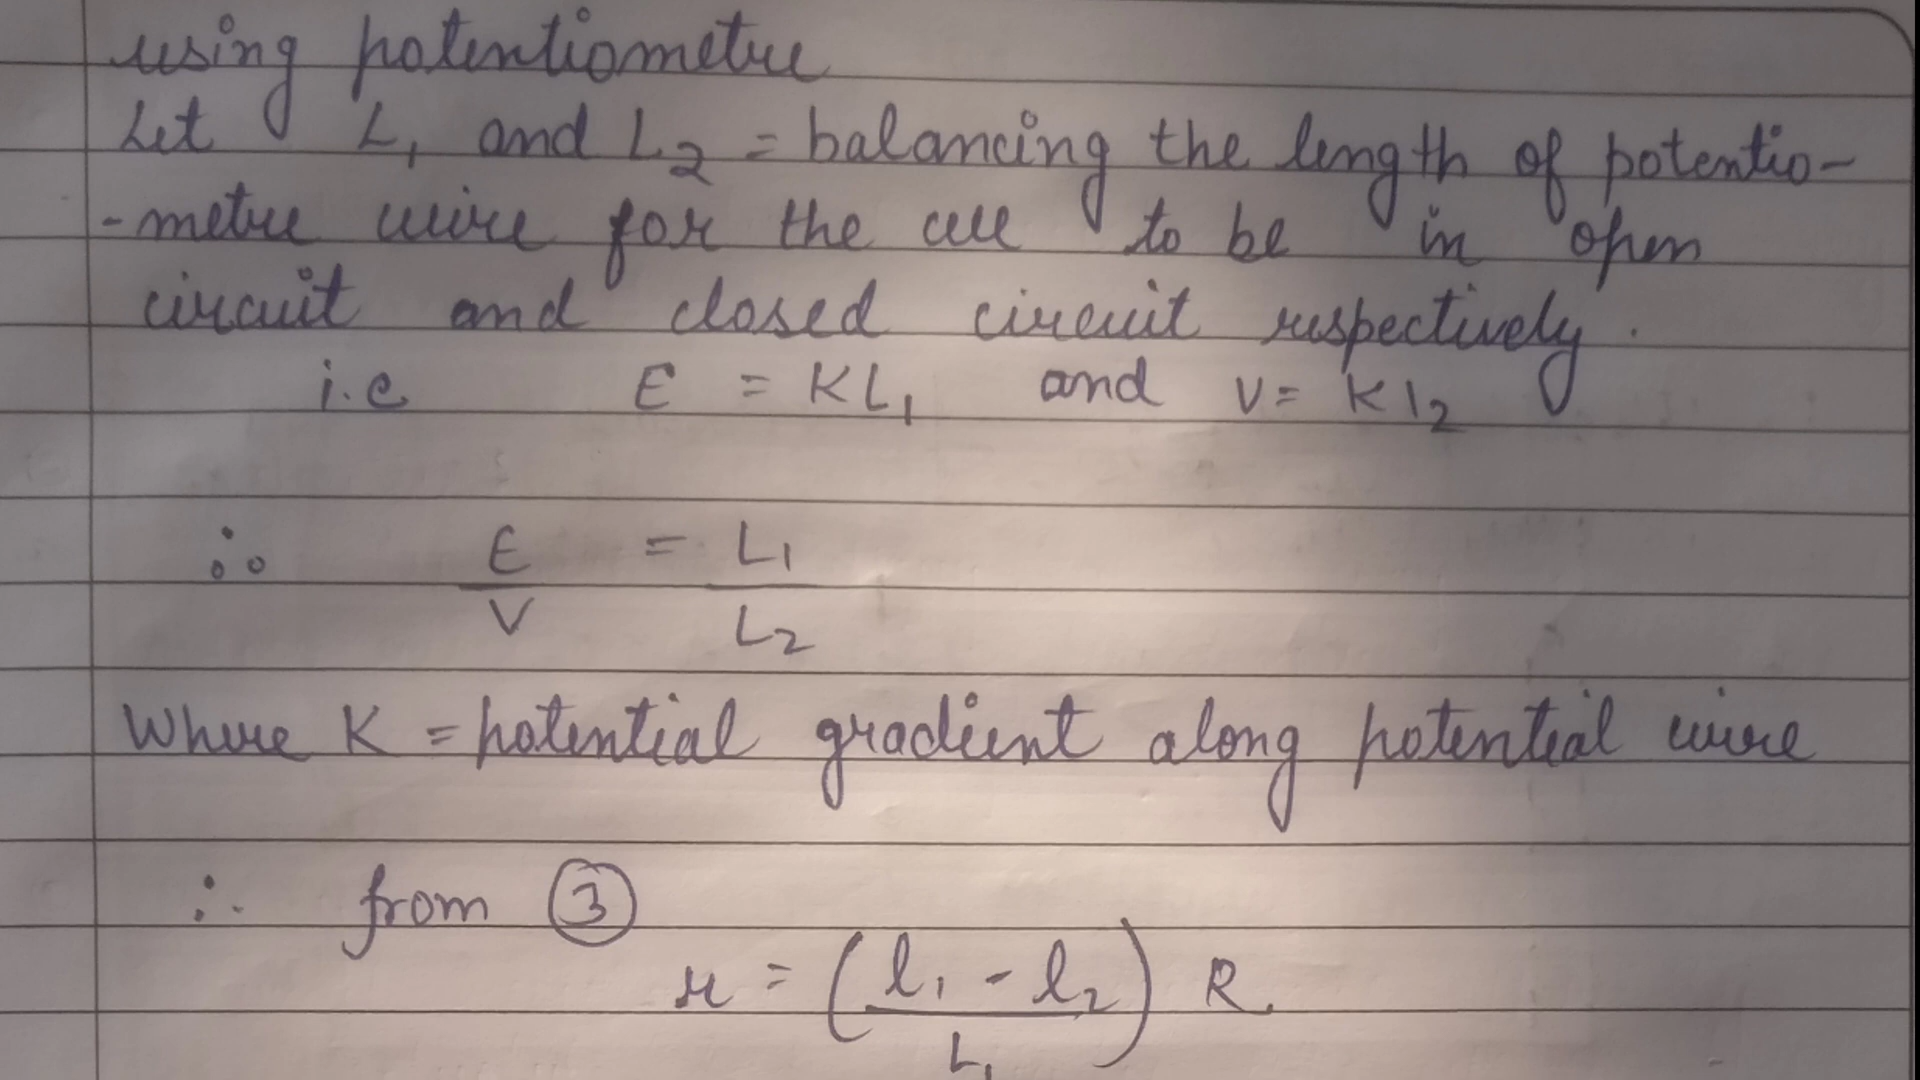 using potentiometre
Let L₁ and L₂ = balancing the length of potentio-
-metre wire for the cell to be in open
circuit and closed circuit respectively.
i.e E = KL₁ and V = Kl₂
∴ E/V = L₁/L₂
Where K = potential gradient along potential wire
∴ from ③
r = (l₁ - l₂ / L₁) R.